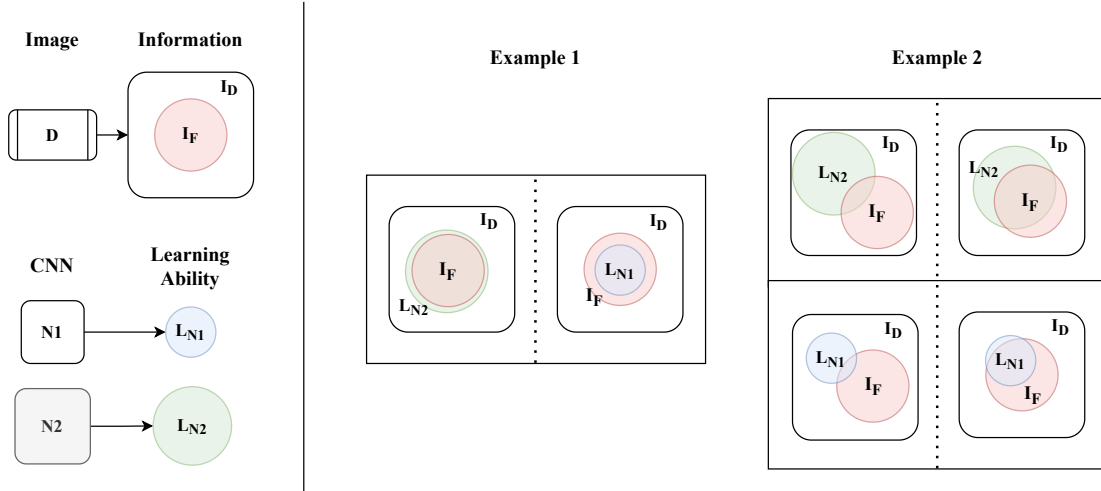 Image
Information
I_D
D
I_F
CNN
Learning
Ability
N1
L_N1
N2
L_N2
Example 1
I_D
I_F
L_N2
I_D
L_N1
I_F
Example 2
I_D
L_N2
I_F
I_D
L_N2
I_F
I_D
L_N1
I_F
I_D
L_N1
I_F